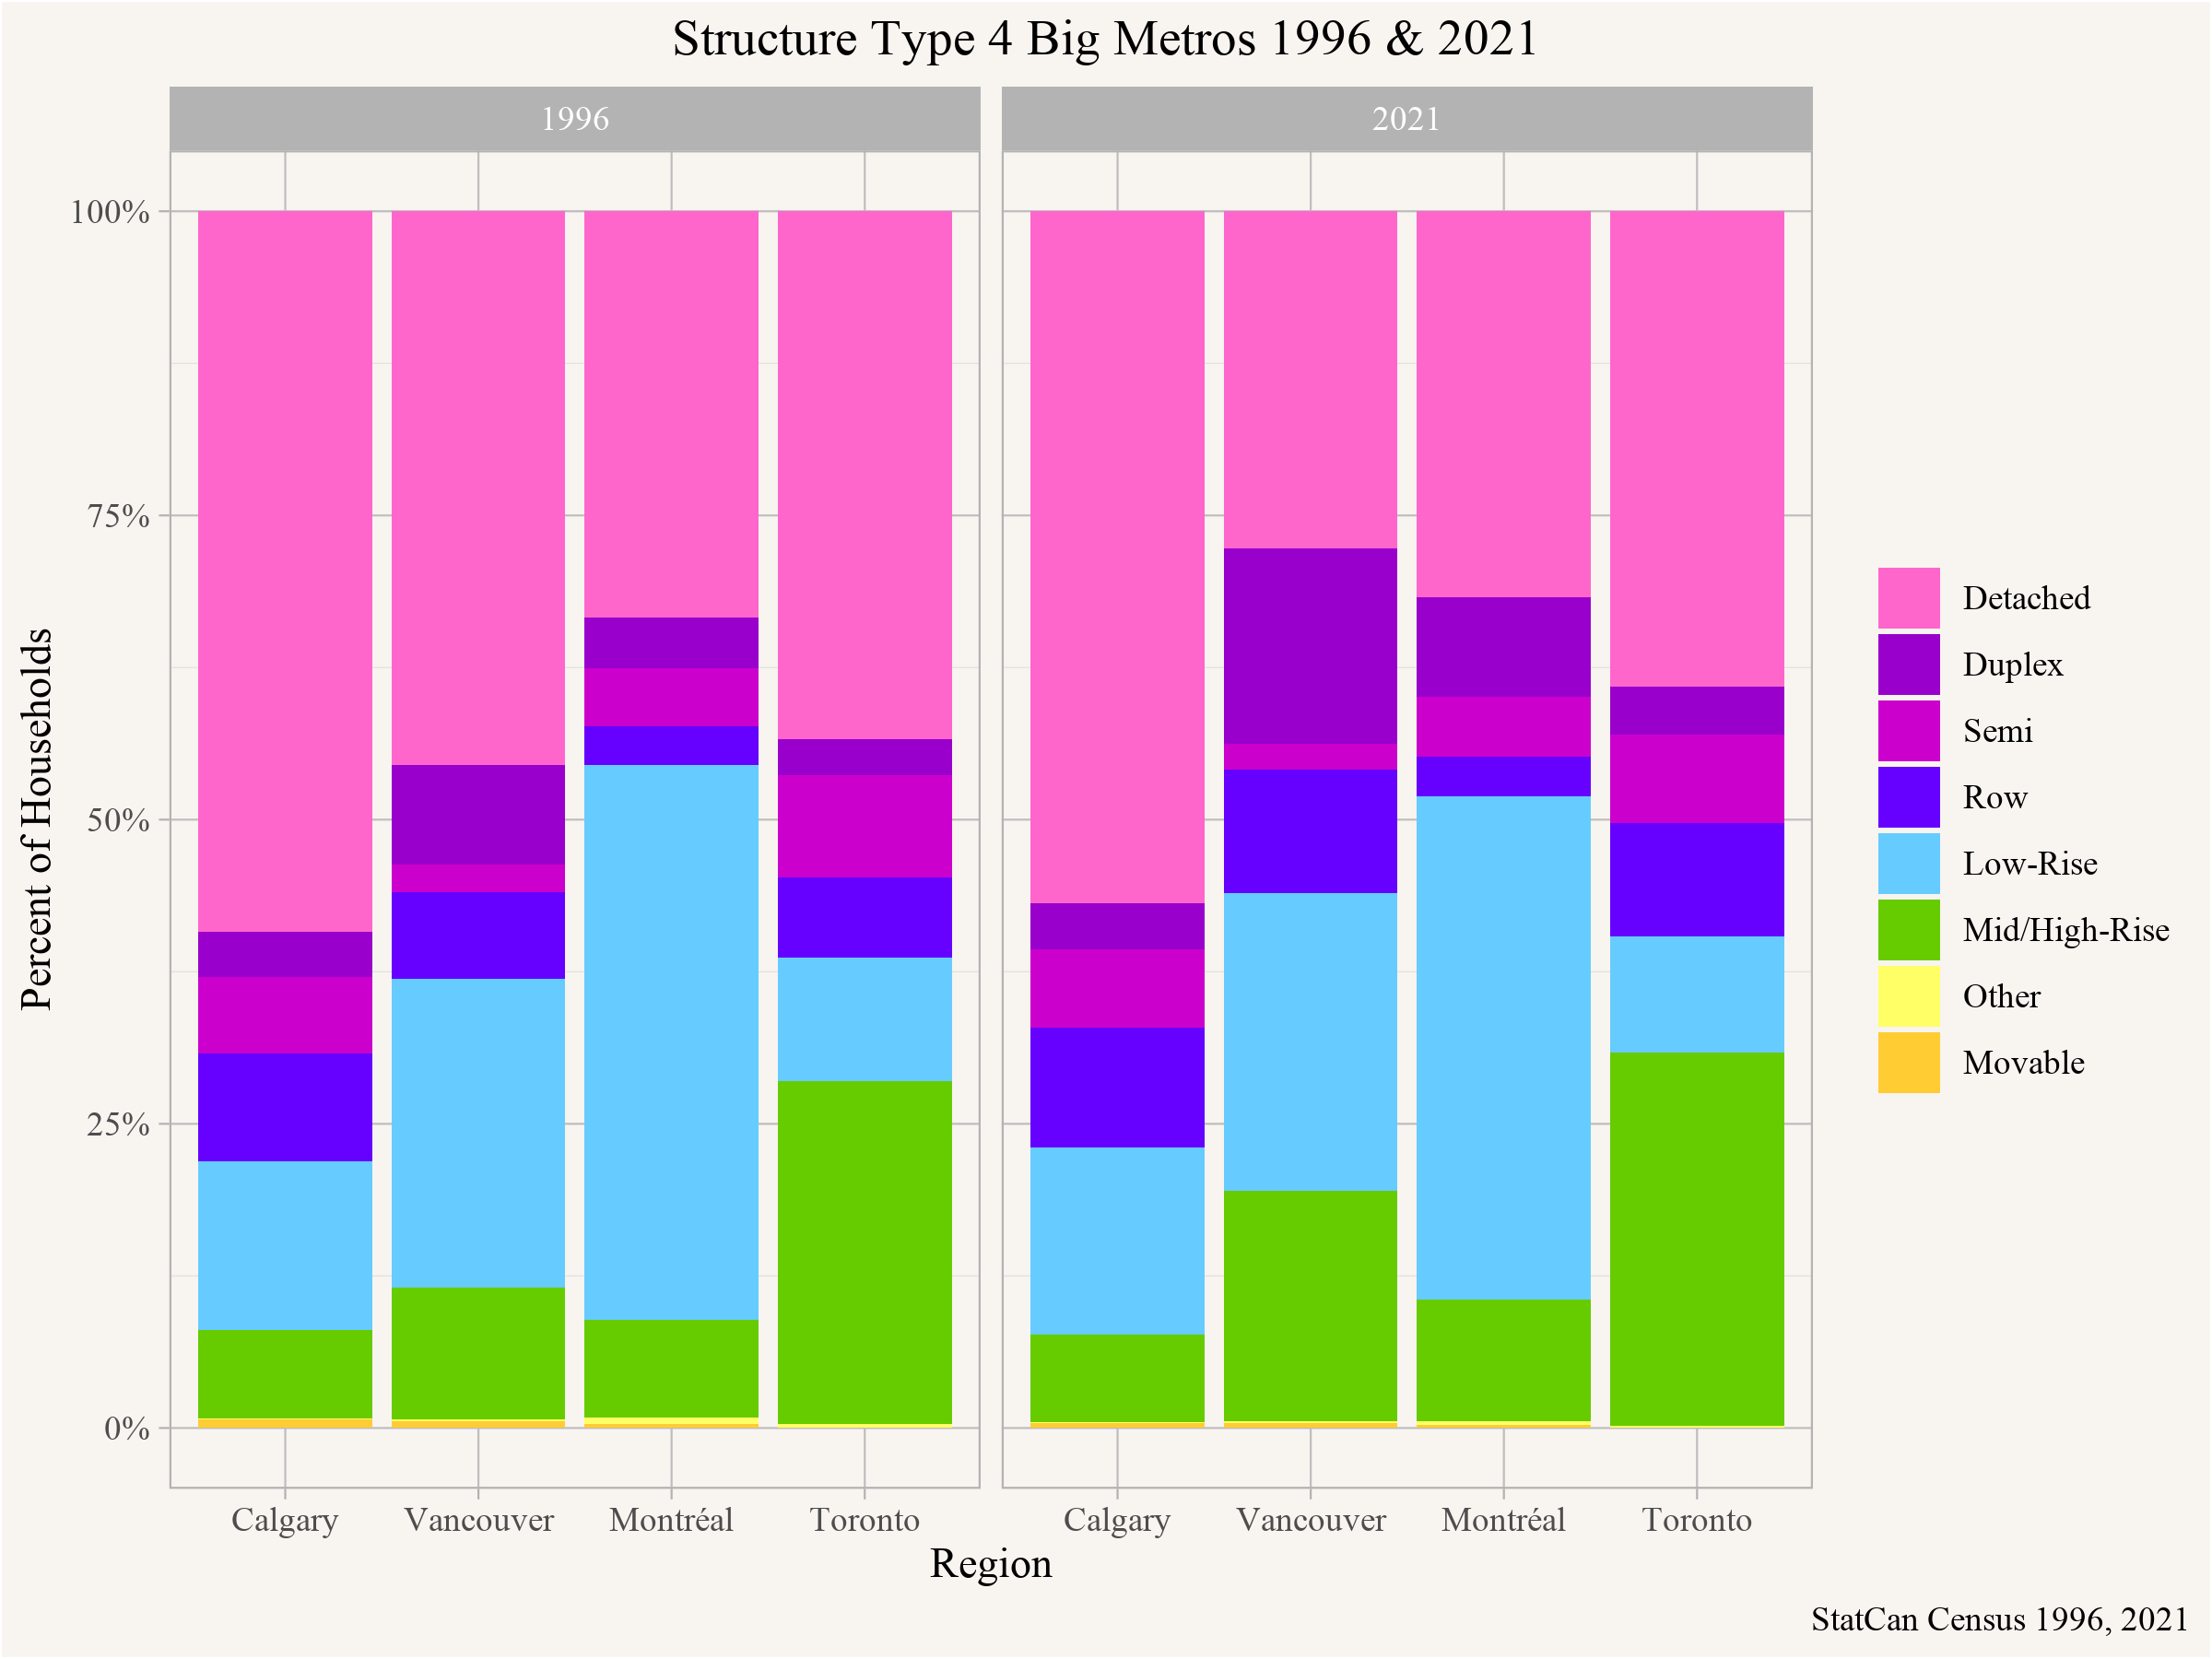 Structure Type 4 Big Metros 1996 & 2021
1996
2021
Percent of Households
100%
75%
50%
25%
0%
Calgary Vancouver Montréal Toronto
Calgary Vancouver Montréal Toronto
Region
Detached
Duplex
Semi
Row
Low-Rise
Mid/High-Rise
Other
Movable
StatCan Census 1996, 2021